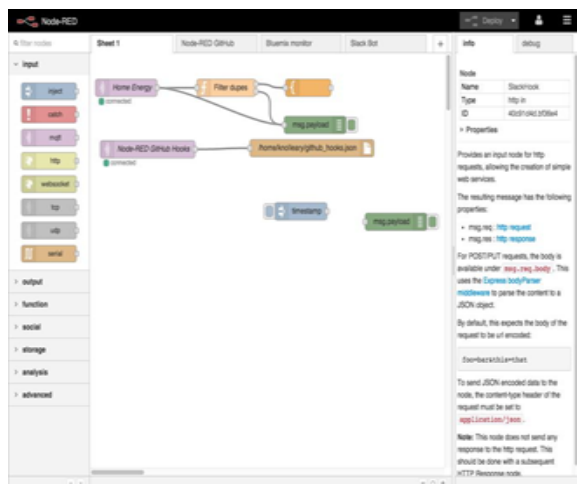 Node-RED
Deploy
filter nodes
Sheet 1
Node-RED GitHub
Bluemix monitor
Slack Bot
+
info
debug
input
inject
catch
mqtt
http
websocket
tcp
udp
serial
output
function
social
storage
analysis
advanced
Home Energy
connected
Filter dupes
msg.payload
Node-RED GitHub Hooks
connected
/home/knolleary/github_hooks.json
timestamp
msg.payload
Node
Name SlackHook
Type http in
ID
Properties
Provides an input node for http
requests, allowing the creation of simple
web services.
The resulting message has the following
properties:
• msg.req : http request
• msg.res : http response
For POST/PUT requests, the body is
available under msg.req.body. This
uses the Express bodyParser
middleware to parse the content to a
JSON object.
By default, this expects the body of the
request to be url encoded:
foo=bar&this=that
To send JSON encoded data to the
node, the content-type header of the
request must be set to
application/json.
Note: This node does not send any
response to the http request. This
should be done with a subsequent
HTTP Response node.